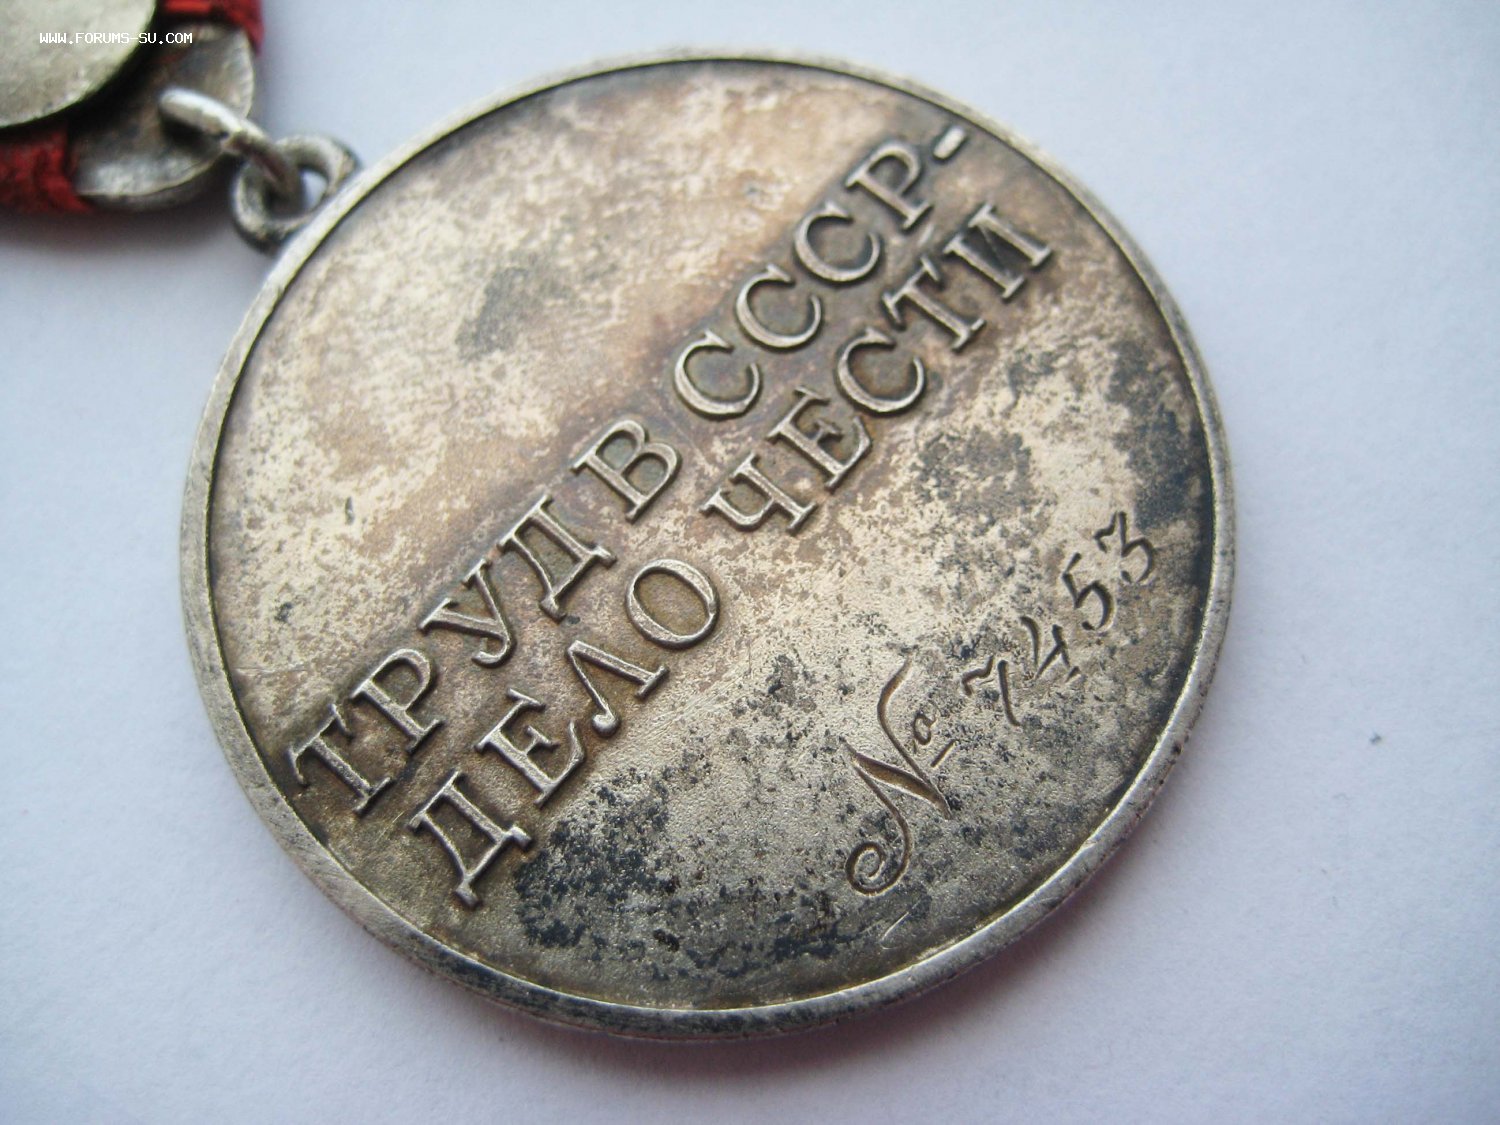 WWW.FORUMS-SU.COM
ТРУД В СССР-
ДЕЛО ЧЕСТИ
№ 7453